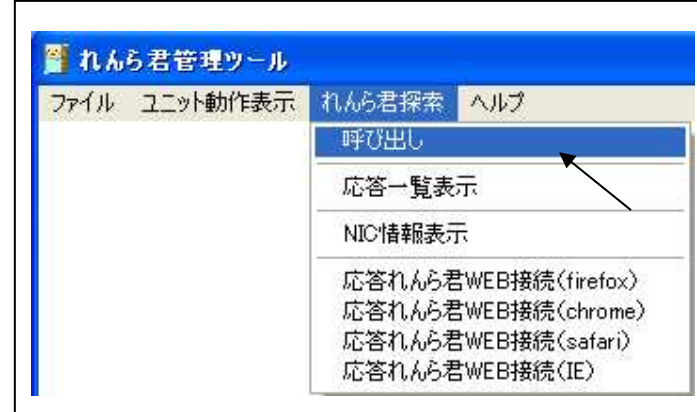 れんら君管理ツール
ファイル ユニット動作表示 れんら君探索 ヘルプ
呼び出し
応答一覧表示
NIC情報表示
応答れんら君WEB接続(firefox)
応答れんら君WEB接続(chrome)
応答れんら君WEB接続(safari)
応答れんら君WEB接続(IE)